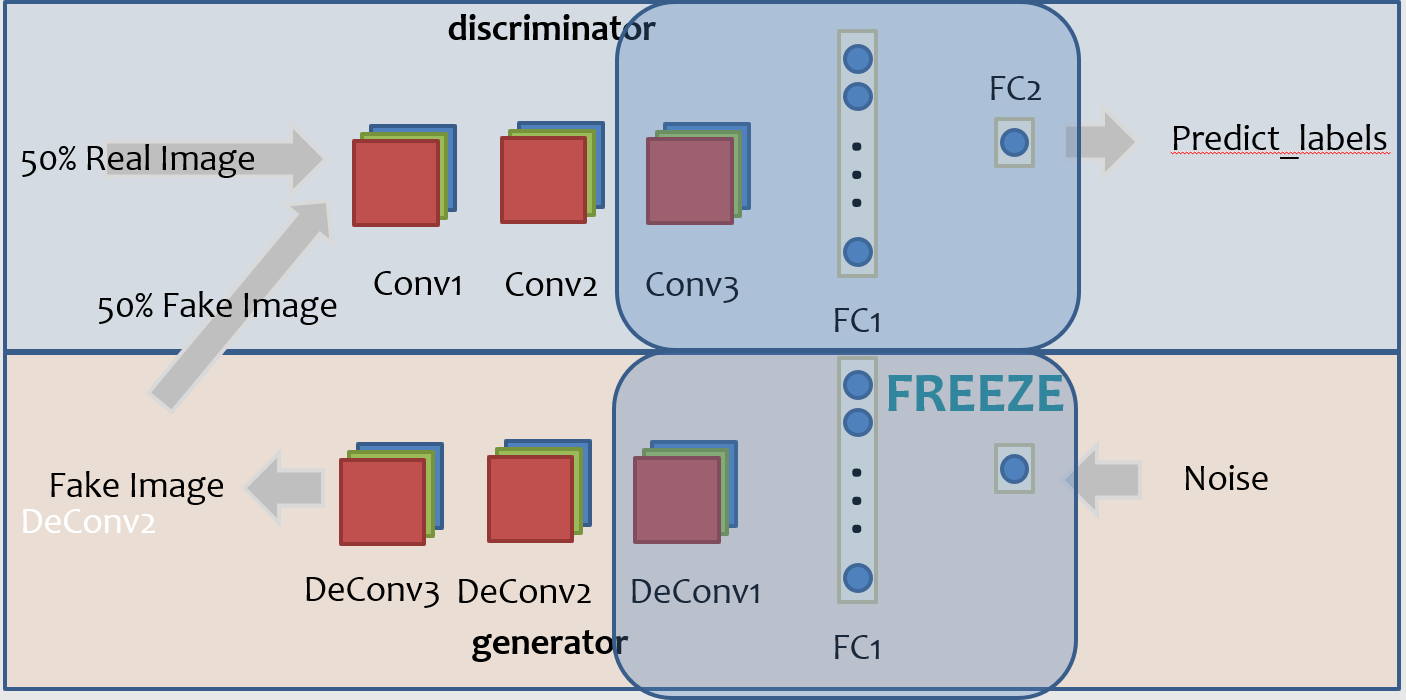 discriminator
FC2
50% Real Image
Predict_labels
Conv1
Conv2
Conv3
50% Fake Image
FC1
FREEZE
Fake Image
Noise
DeConv2
DeConv3
DeConv2
DeConv1
generator
FC1